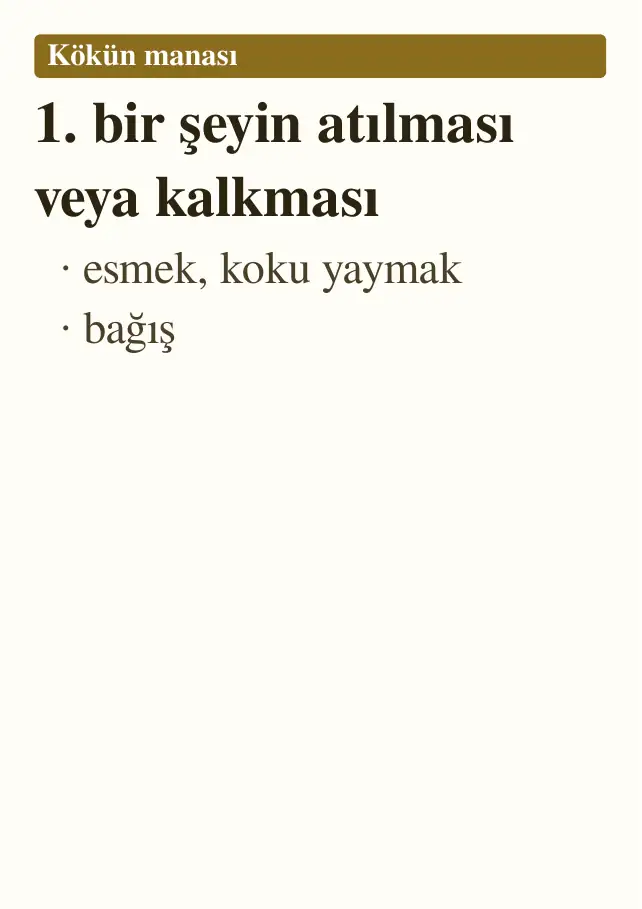 Kökün manası
1. bir şeyin atılması
veya kalkması
· esmek, koku yaymak
· bağış